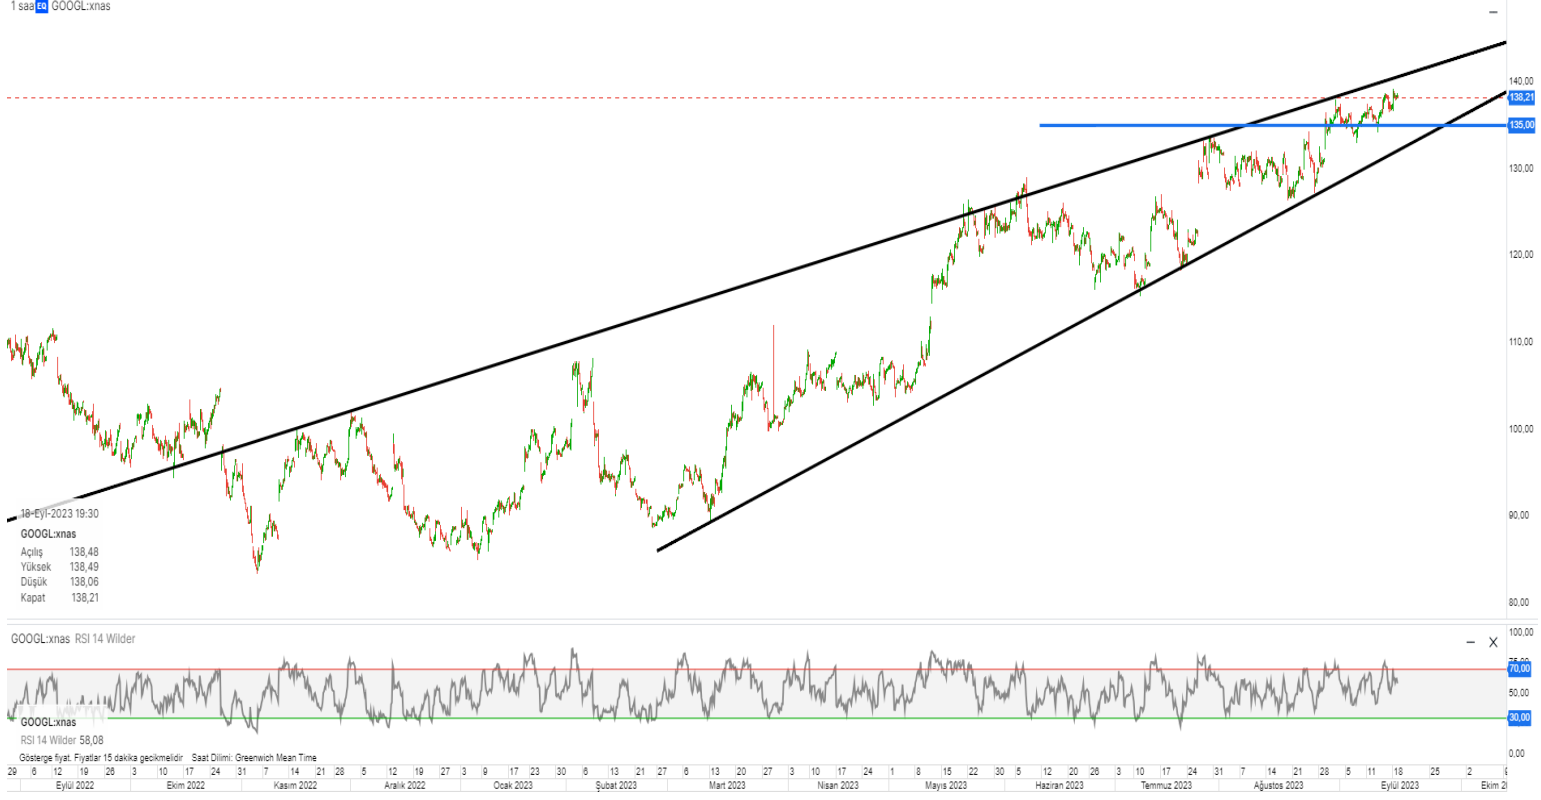 1 saa EQ GOOGL:xnas
140,00
138,21
135,00
130,00
120,00
110,00
100,00
90,00
80,00
18-Eyl-2023 19:30
GOOGL:xnas
Açılış 138,48
Yüksek 138,49
Düşük 138,06
Kapat 138,21
GOOGL:xnas RSI 14 Wilder
100,00
75,00
70,00
50,00
30,00
0,00
GOOGL:xnas
RSI 14 Wilder 58,08
Gösterge fiyat. Fiyatlar 15 dakika gecikmelidir Saat Dilimi: Greenwich Mean Time
29 6 12 19 26 3 10 17 24 31 7 14 21 28 5 12 19 27 3 9 17 23 30 6 13 21 27 6 13 20 27 3 10 17 24 1 8 15 22 30 5 12 20 26 3 10 17 24 31 7 14 21 28 5 11 18 25 2
Eylül 2022 Ekim 2022 Kasım 2022 Aralık 2022 Ocak 2023 Şubat 2023 Mart 2023 Nisan 2023 Mayıs 2023 Haziran 2023 Temmuz 2023 Ağustos 2023 Eylül 2023 Ekim 20